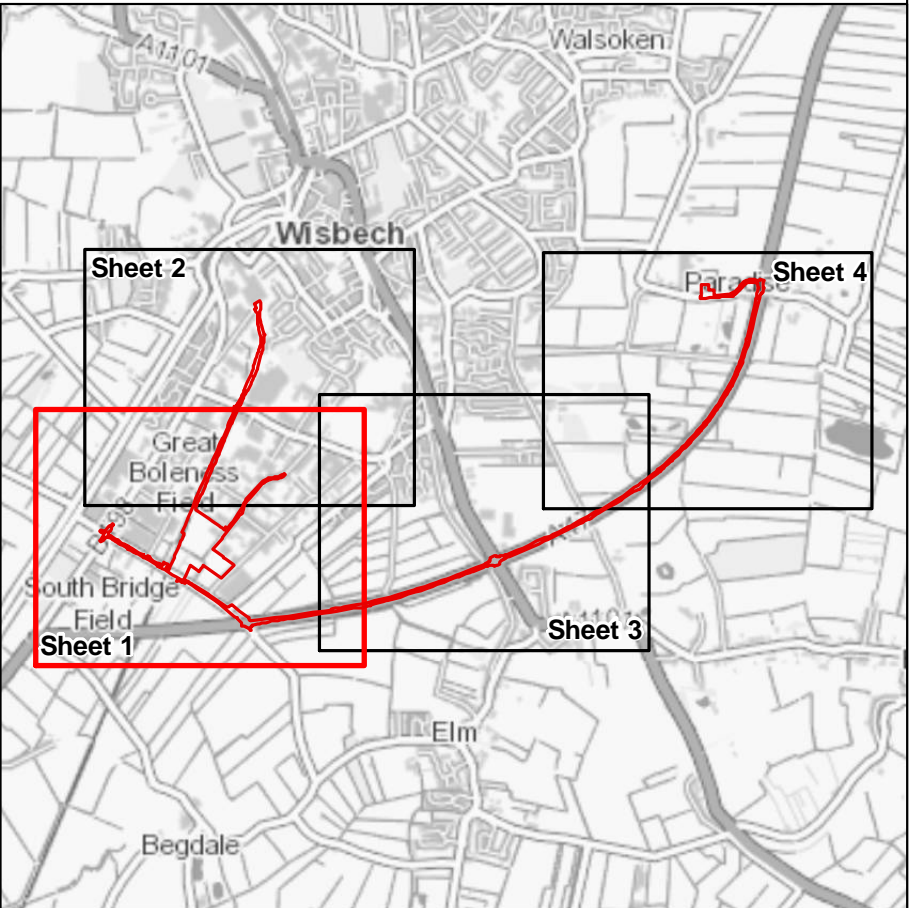 Walsoken
A1101
Wisbech
Sheet 2
Paradise
Sheet 4
Great
Boleness
Field
South Bridge
Field
Sheet 1
Sheet 3
Elm
Begdale